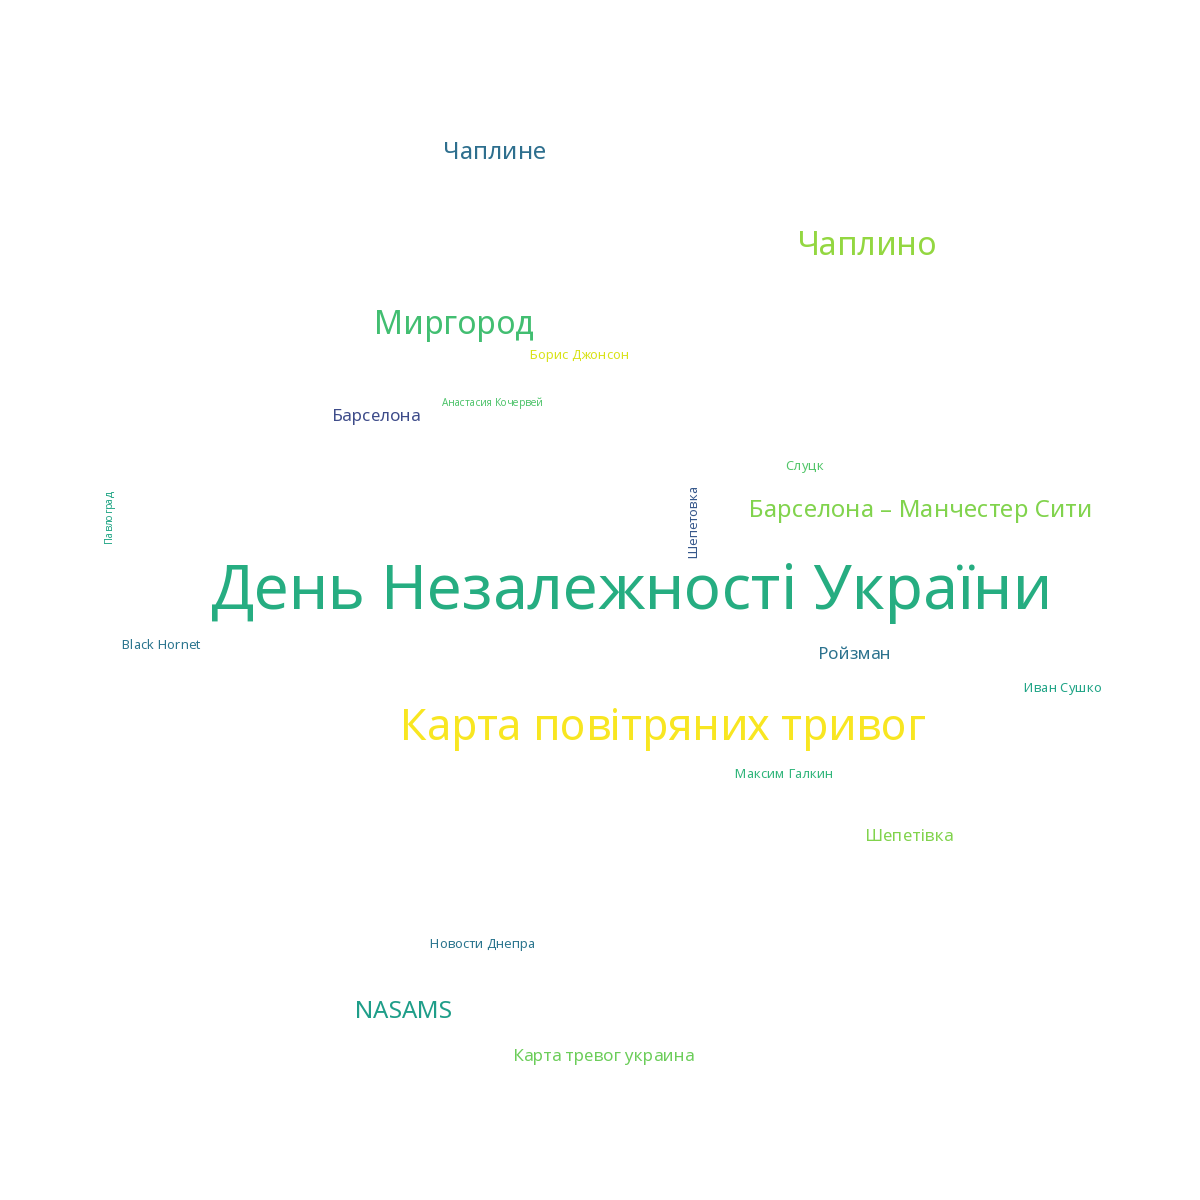 Чаплине
Чаплино
Миргород
Борис Джонсон
Анастасия Кочервей
Барселона
Слуцк
Павлоград
Шепетовка
Барселона – Манчестер Сити
День Незалежності України
Black Hornet
Ройзман
Иван Сушко
Карта повітряних тривог
Максим Галкин
Шепетівка
Новости Днепра
NASAMS
Карта тревог украина